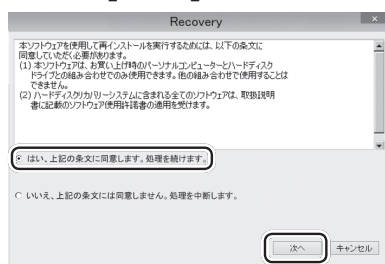 Recovery
本ソフトウェアを使用して再インストールを実行するためには、以下の条文に
同意していただく必要があります。
(1) 本ソフトウェアは、お買い上げ時のパーソナルコンピューターとハードディスク
ドライブとの組み合わせでのみ使用できます。他の組み合わせで使用することは
できません。
(2) ハードディスクリカバリーシステムに含まれる全てのソフトウェアは、取扱説明
書に記載のソフトウェア使用許諾書の適用を受けます。
はい、上記の条文に同意します。処理を続けます。
いいえ、上記の条文には同意しません。処理を中断します。
次へ
キャンセル